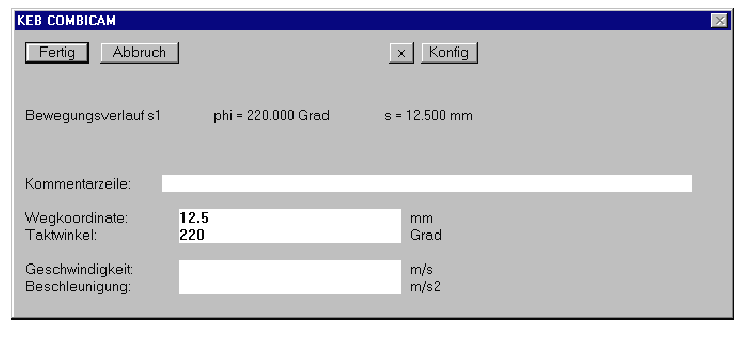 KEB COMBICAM
Fertig Abbruch x Konfig
Bewegungsverlauf s1 phi = 220.000 Grad s = 12.500 mm
Kommentarzeile:
Wegkoordinate: 12.5 mm
Taktwinkel: 220 Grad
Geschwindigkeit: m/s
Beschleunigung: m/s2